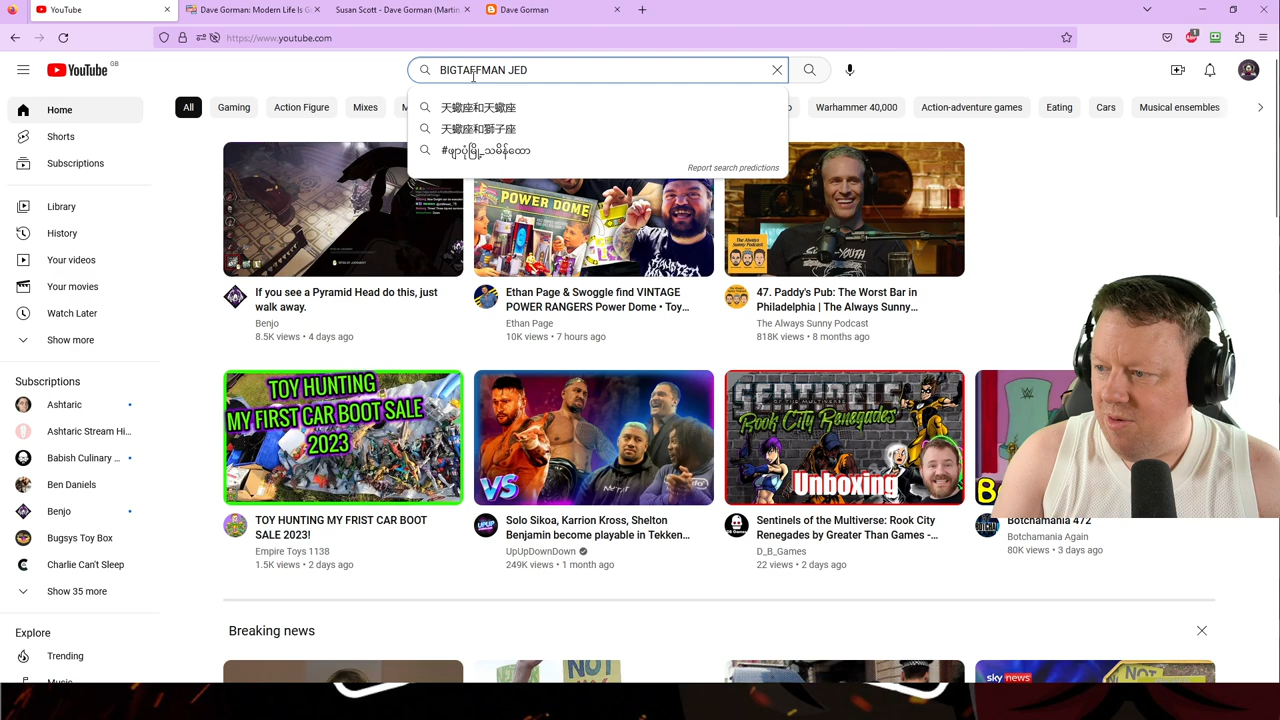 YouTube
Dave Gorman: Modern Life Is G
Susan Scott - Dave Gorman (Martin
Dave Gorman
https://www.youtube.com
YouTube GB
BIGTAFFMAN JED
天蠍座和天蠍座
天蠍座和獅子座
Report search predictions
All
Gaming
Action Figure
Mixes
Warhammer 40,000
Action-adventure games
Eating
Cars
Musical ensembles
Home
Shorts
Subscriptions
Library
History
Your videos
Your movies
Watch Later
Show more
Subscriptions
Ashtaric
Ashtaric Stream Hi...
Babish Culinary ...
Ben Daniels
Benjo
Bugsys Toy Box
Charlie Can't Sleep
Show 35 more
Explore
Trending
Music
POWER DOME
The Always Sunny Podcast
If you see a Pyramid Head do this, just
walk away.
Benjo
8.5K views • 4 days ago
Ethan Page & Swoggle find VINTAGE
POWER RANGERS Power Dome • Toy…
Ethan Page
10K views • 7 hours ago
47. Paddy's Pub: The Worst Bar in
Philadelphia | The Always Sunny…
The Always Sunny Podcast
818K views • 8 months ago
TOY HUNTING
MY FIRST CAR BOOT SALE
2023
VS
SENTINELS
OF THE MULTIVERSE
Rook City Renegades
Unboxing
TOY HUNTING MY FRIST CAR BOOT
SALE 2023!
Empire Toys 1138
1.5K views • 2 days ago
Solo Sikoa, Karrion Kross, Shelton
Benjamin become playable in Tekken…
UpUpDownDown
249K views • 1 month ago
Sentinels of the Multiverse: Rook City
Renegades by Greater Than Games -…
D_B_Games
22 views • 2 days ago
Botchamania 472
Botchamania Again
80K views • 3 days ago
Breaking news
NOT
NOT
sky news